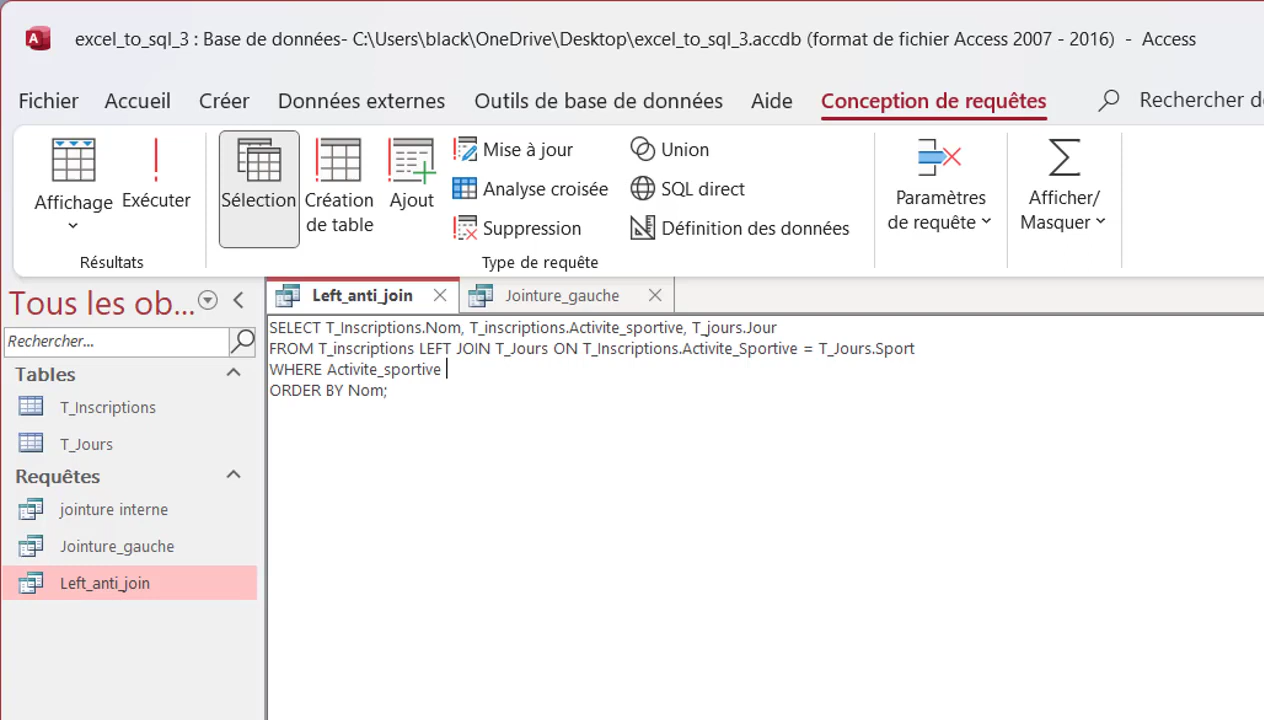 excel_to_sql_3 : Base de données- C:\Users\black\OneDrive\Desktop\excel_to_sql_3.accdb (format de fichier Access 2007 - 2016) - Access
Fichier Accueil Créer Données externes Outils de base de données Aide Conception de requêtes Rechercher
Affichage
Exécuter
Résultats
Sélection
Création
de table
Ajout
Mise à jour
Analyse croisée
Suppression
Union
SQL direct
Définition des données
Type de requête
Paramètres
de requête
Afficher/
Masquer
Tous les ob...
Rechercher...
Tables
T_Inscriptions
T_Jours
Requêtes
jointure interne
Jointure_gauche
Left_anti_join
Left_anti_join
Jointure_gauche
SELECT T_Inscriptions.Nom, T_inscriptions.Activite_sportive, T_jours.Jour
FROM T_inscriptions LEFT JOIN T_Jours ON T_Inscriptions.Activite_Sportive = T_Jours.Sport
WHERE Activite_sportive
ORDER BY Nom;